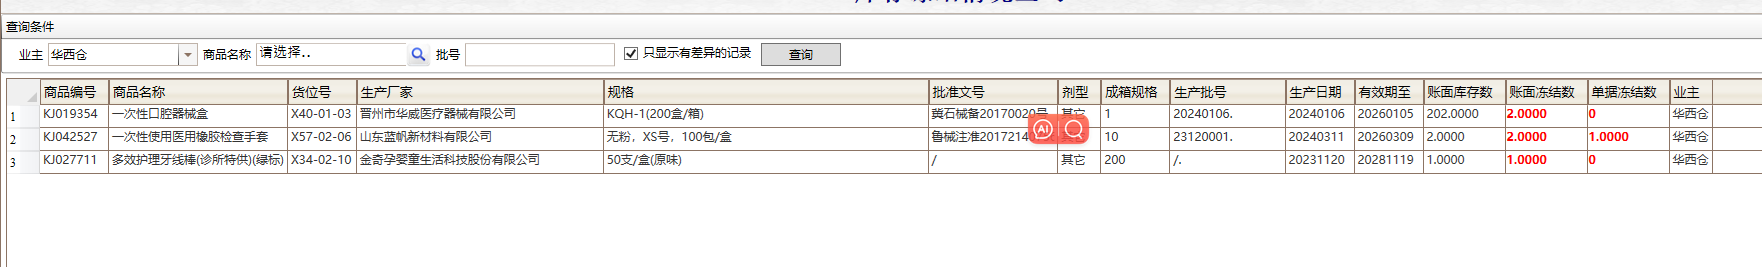 查询条件
业主 华西仓 商品名称 请选择.. 批号 只显示有差异的记录 查询
商品编号 商品名称 货位号 生产厂家 规格 批准文号 剂型 成箱规格 生产批号 生产日期 有效期至 账面库存数 账面冻结数 单据冻结数 业主
1 KJ019354 一次性口腔器械盒 X40-01-03 晋州市华威医疗器械有限公司 KQH-1(200盒/箱) 冀石械备20170020号 其它 1 20240106. 20240106 20260105 202.0000 2.0000 0 华西仓
2 KJ042527 一次性使用医用橡胶检查手套 X57-02-06 山东蓝帆新材料有限公司 无粉，XS号，100包/盒 鲁械注准20172140 10 23120001. 20240311 20260309 2.0000 2.0000 1.0000 华西仓
3 KJ027711 多效护理牙线棒(诊所特供)(绿标) X34-02-10 金奇孕婴童生活科技股份有限公司 50支/盒(原味) / 其它 200 /. 20231120 20281119 1.0000 1.0000 0 华西仓
AI